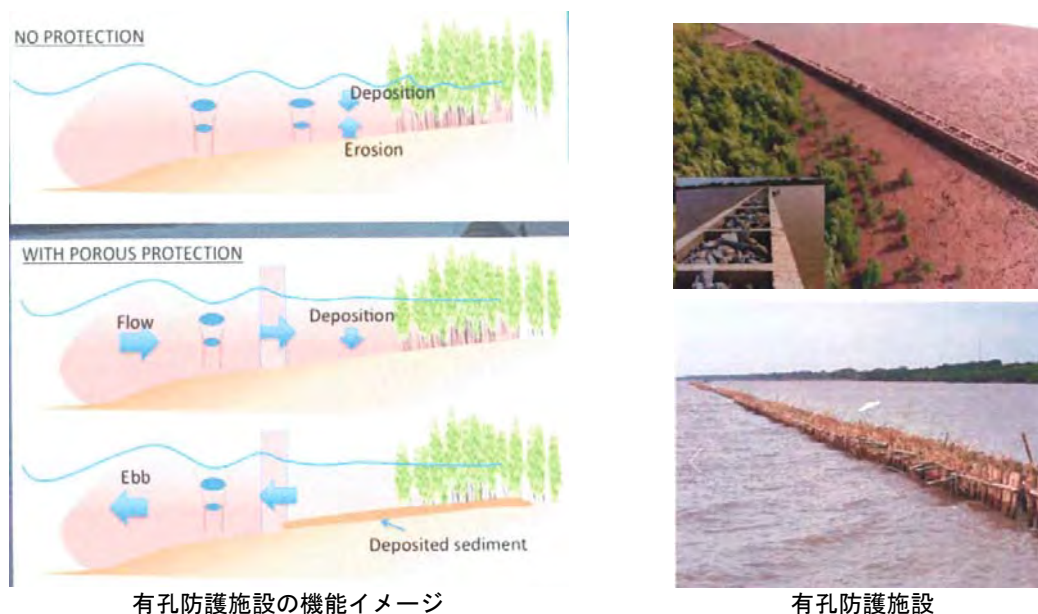 NO PROTECTION
Deposition
Erosion
WITH POROUS PROTECTION
Flow
Deposition
Ebb
Deposited sediment
有孔防護施設の機能イメージ
有孔防護施設